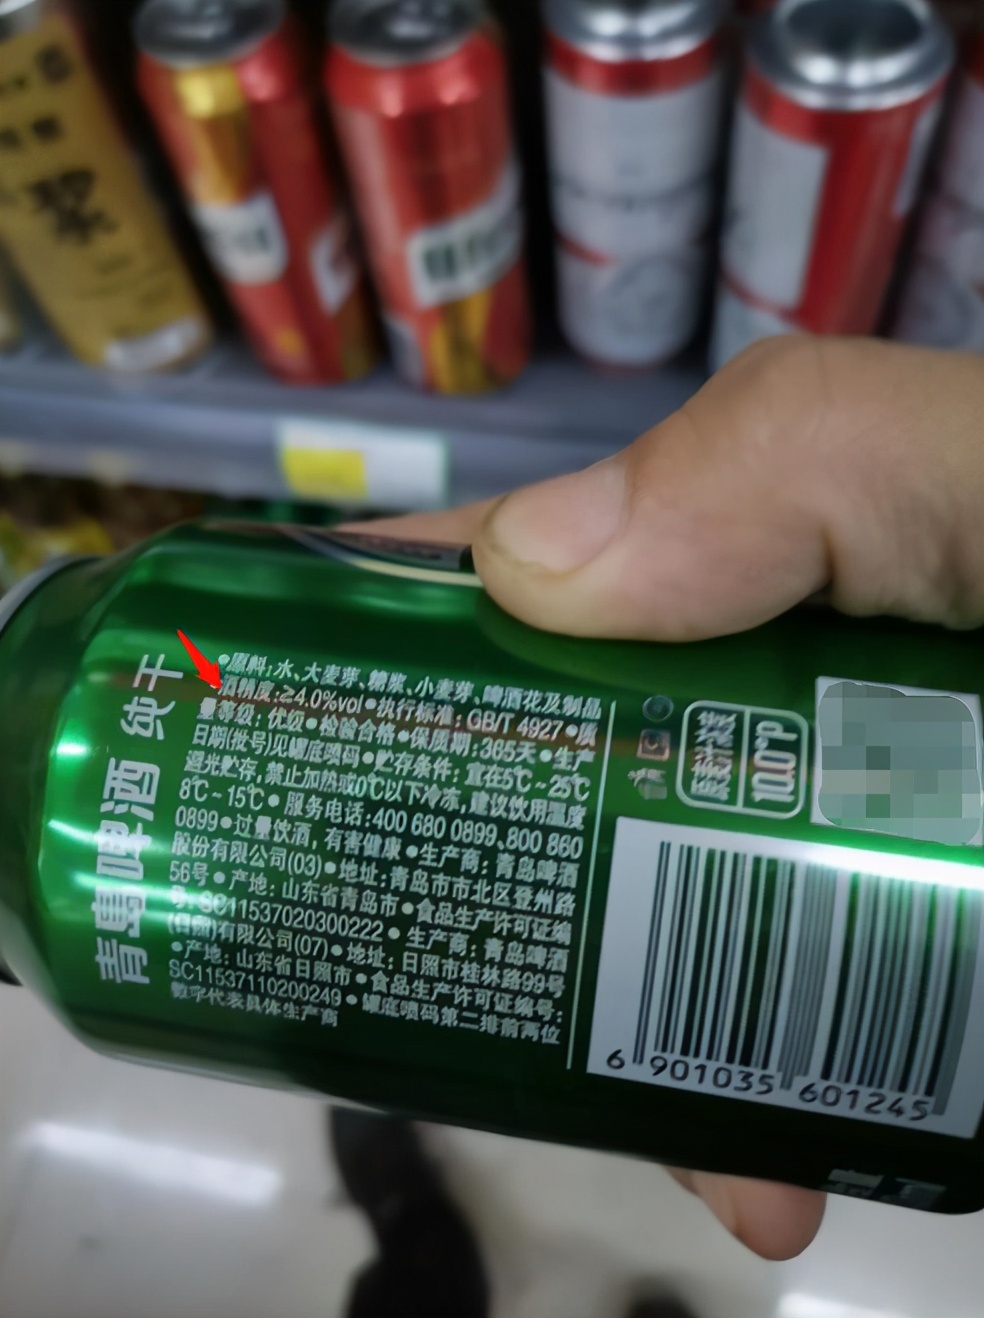 青島啤酒 纯干
●原料:水、大麦芽、糖浆、小麦芽、啤酒花及制品
酒精度:≥4.0%vol●执行标准:GB/T 4927●质
量等级:优级●检验合格●保质期:365天●生产
日期(批号)见罐底喷码●贮存条件:宜在5℃~25℃
避光贮存,禁止加热或0℃以下冷冻,建议饮用温度
8℃~15℃●服务电话:400 680 0899、800 860
0899●过量饮酒,有害健康●生产商:青岛啤酒
股份有限公司(03)●地址:青岛市市北区登州路
56号●产地:山东省青岛市●食品生产许可证编
号:SC11537020300222●生产商:青岛啤酒
(日照)有限公司(07)●地址:日照市桂林路99号
●产地:山东省日照市●食品生产许可证编号:
SC11537110200249●罐底喷码第二排前两位
数字代表具体生产商
原麦汁浓度
10.0°P
6 901035 601245